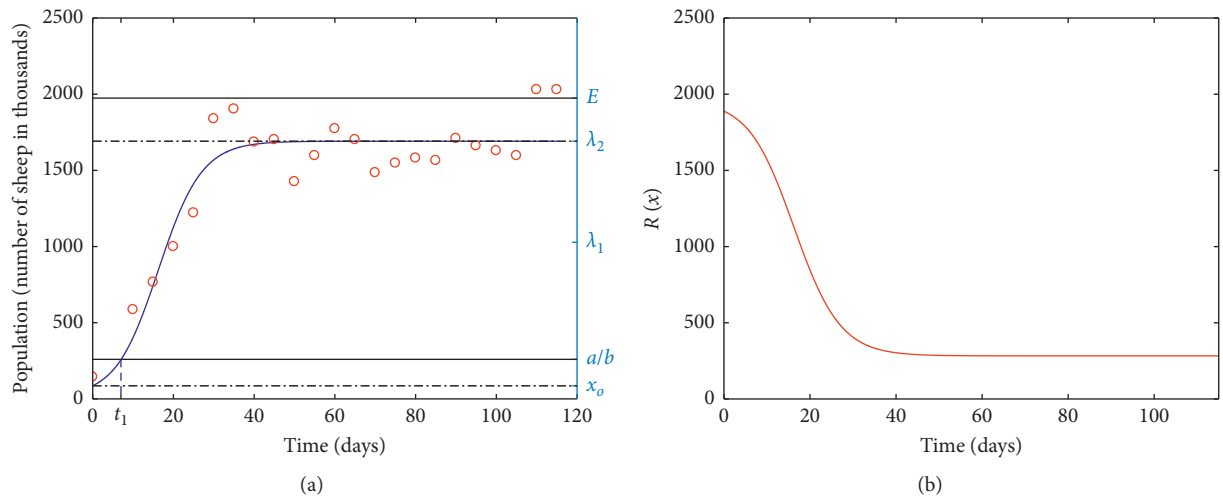 2500
2000
1500
1000
500
0
Population (number of sheep in thousands)
E
λ2
λ1
a/b
xo
0 t1 20 40 60 80 100 120
Time (days)
(a)
2500
2000
1500
1000
500
0
R (x)
0 20 40 60 80 100
Time (days)
(b)